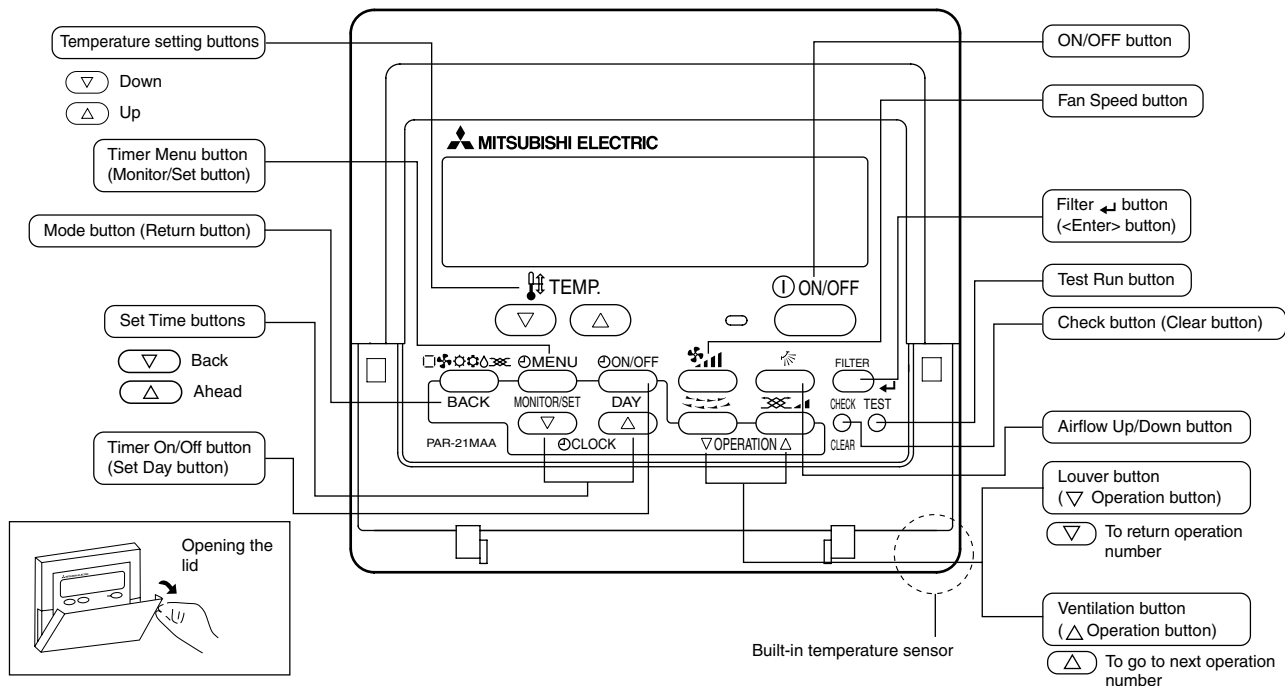 Temperature setting buttons
▽ Down
△ Up
Timer Menu button
(Monitor/Set button)
Mode button (Return button)
Set Time buttons
▽ Back
△ Ahead
Timer On/Off button
(Set Day button)
Opening the
lid
MITSUBISHI ELECTRIC
TEMP.
ON/OFF
▽ △
MENU ON/OFF FILTER
BACK MONITOR/SET DAY CHECK TEST
▽ △
PAR-21MAA CLOCK ▽ OPERATION △ CLEAR
Built-in temperature sensor
ON/OFF button
Fan Speed button
Filter ↵ button
(<Enter> button)
Test Run button
Check button (Clear button)
Airflow Up/Down button
Louver button
(▽ Operation button)
▽ To return operation
number
Ventilation button
(△ Operation button)
△ To go to next operation
number